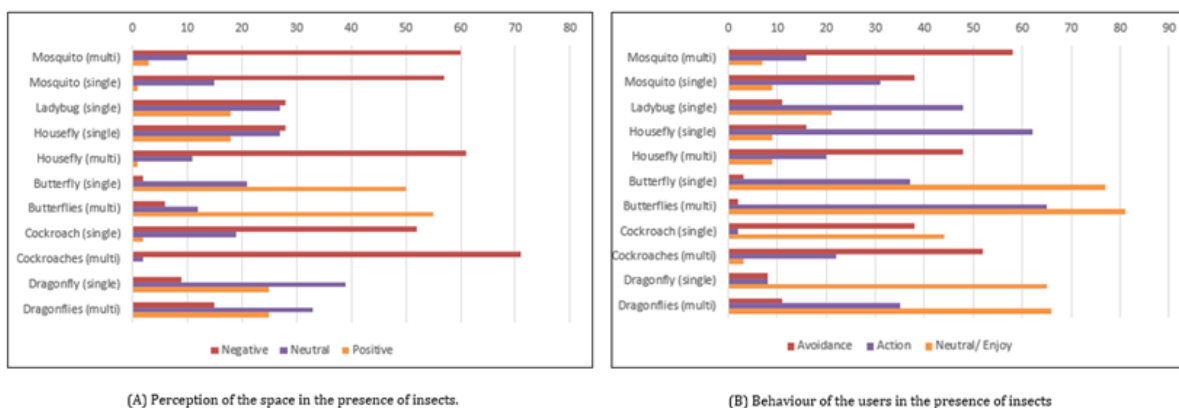 0 10 20 30 40 50 60 70 80
Mosquito (multi)
Mosquito (single)
Ladybug (single)
Housefly (single)
Housefly (multi)
Butterfly (single)
Butterflies (multi)
Cockroach (single)
Cockroaches (multi)
Dragonfly (single)
Dragonflies (multi)
Negative Neutral Positive
(A) Perception of the space in the presence of insects.
0 10 20 30 40 50 60 70 80 90
Mosquito (multi)
Mosquito (single)
Ladybug (single)
Housefly (single)
Housefly (multi)
Butterfly (single)
Butterflies (multi)
Cockroach (single)
Cockroaches (multi)
Dragonfly (single)
Dragonflies (multi)
Avoidance Action Neutral/ Enjoy
(B) Behaviour of the users in the presence of insects